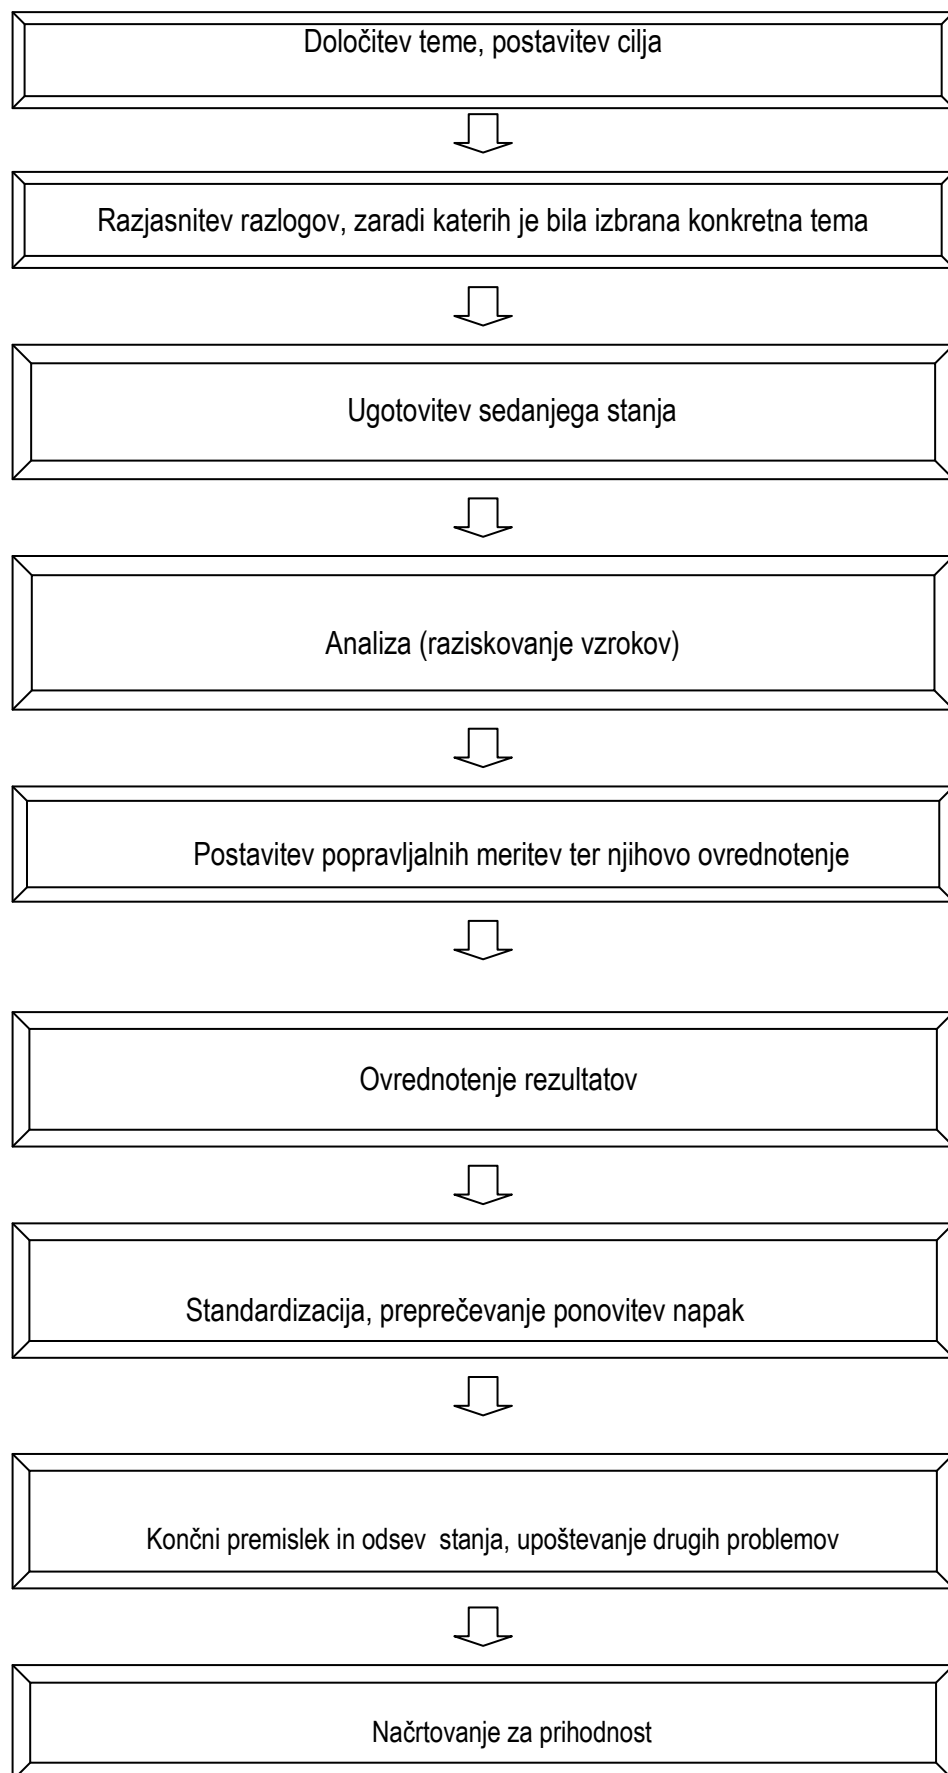 Določitev teme, postavitev cilja
Razjasnitev razlogov, zaradi katerih je bila izbrana konkretna tema
Ugotovitev sedanjega stanja
Analiza (raziskovanje vzrokov)
Postavitev popravljalnih meritev ter njihovo ovrednotenje
Ovrednotenje rezultatov
Standardizacija, preprečevanje ponovitev napak
Končni premislek in odsev stanja, upoštevanje drugih problemov
Načrtovanje za prihodnost